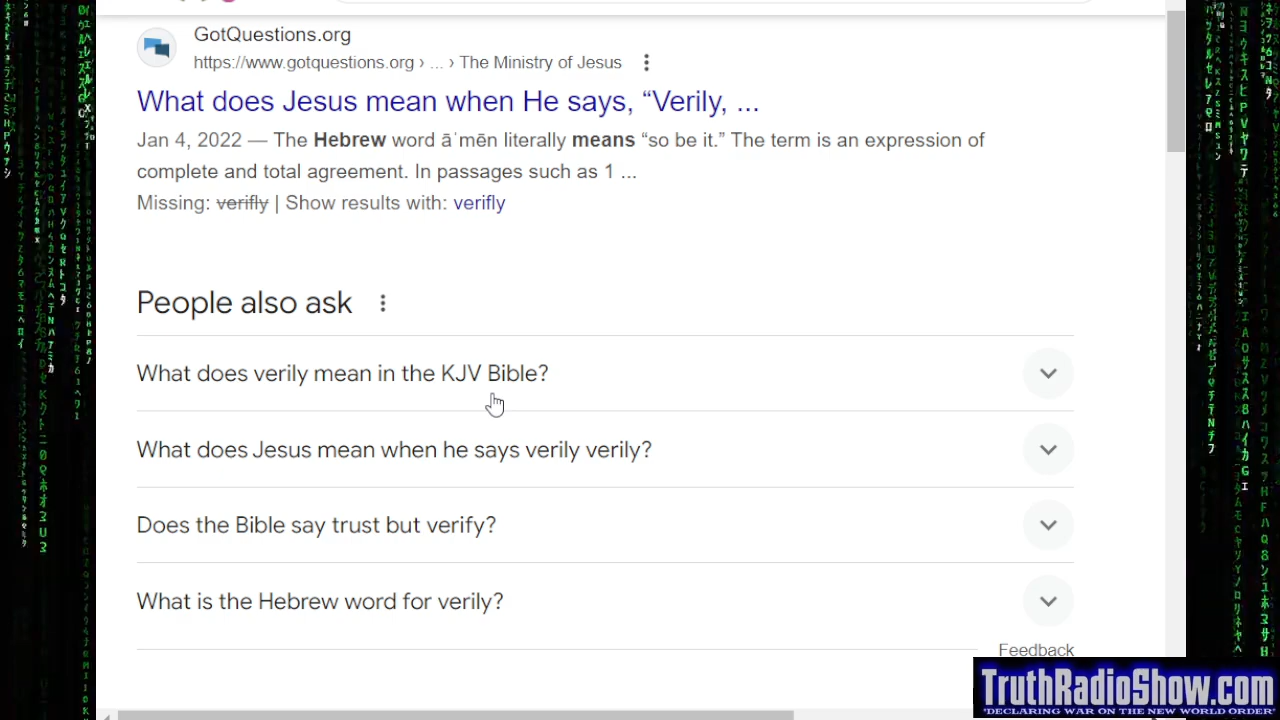 GotQuestions.org
https://www.gotquestions.org › ... › The Ministry of Jesus
What does Jesus mean when He says, “Verily, ...
Jan 4, 2022 — The Hebrew word āˈmēn literally means “so be it.” The term is an expression of
complete and total agreement. In passages such as 1 ...
Missing: verifly | Show results with: verifly
People also ask
What does verily mean in the KJV Bible?
What does Jesus mean when he says verily verily?
Does the Bible say trust but verify?
What is the Hebrew word for verily?
Feedback
TruthRadioShow.com
"DECLARING WAR ON THE NEW WORLD ORDER"